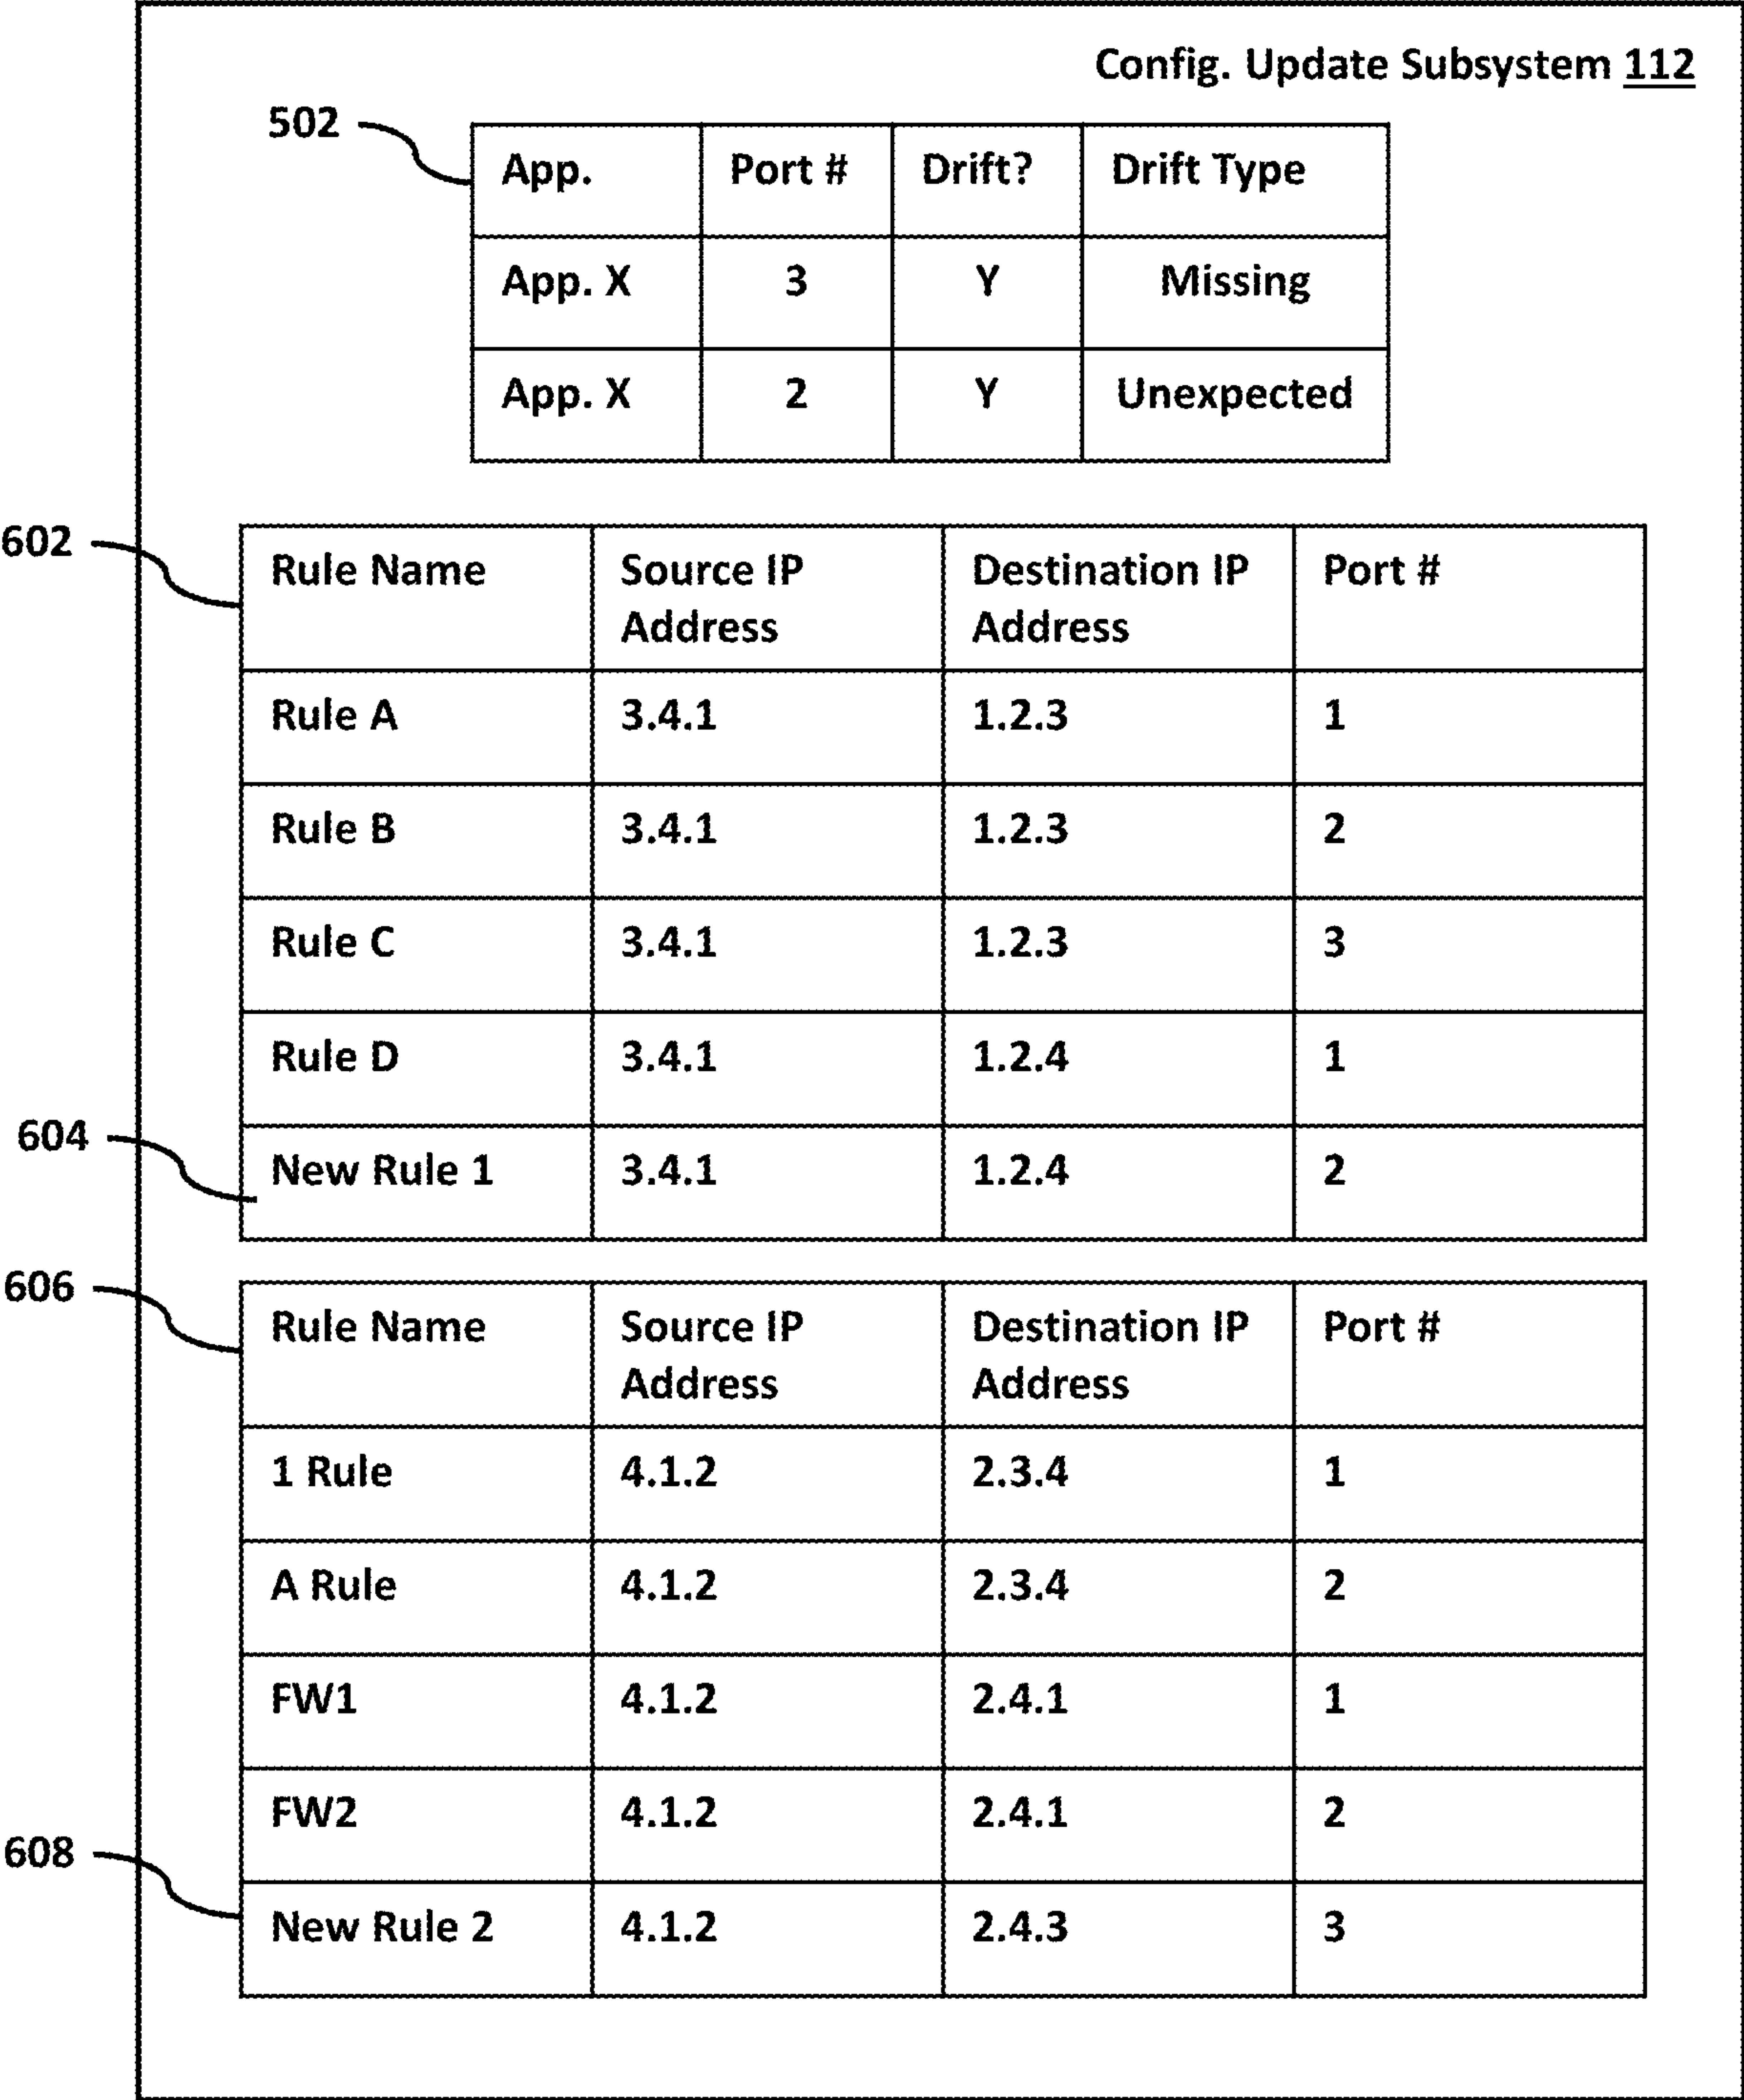 Config. Update Subsystem 112
502
App. Port # Drift? Drift Type
App. X 3 Y Missing
App. X 2 Y Unexpected
602
Rule Name Source IP Address Destination IP Address Port #
Rule A 3.4.1 1.2.3 1
Rule B 3.4.1 1.2.3 2
Rule C 3.4.1 1.2.3 3
Rule D 3.4.1 1.2.4 1
604
New Rule 1 3.4.1 1.2.4 2
606
Rule Name Source IP Address Destination IP Address Port #
1 Rule 4.1.2 2.3.4 1
A Rule 4.1.2 2.3.4 2
FW1 4.1.2 2.4.1 1
FW2 4.1.2 2.4.1 2
608
New Rule 2 4.1.2 2.4.3 3